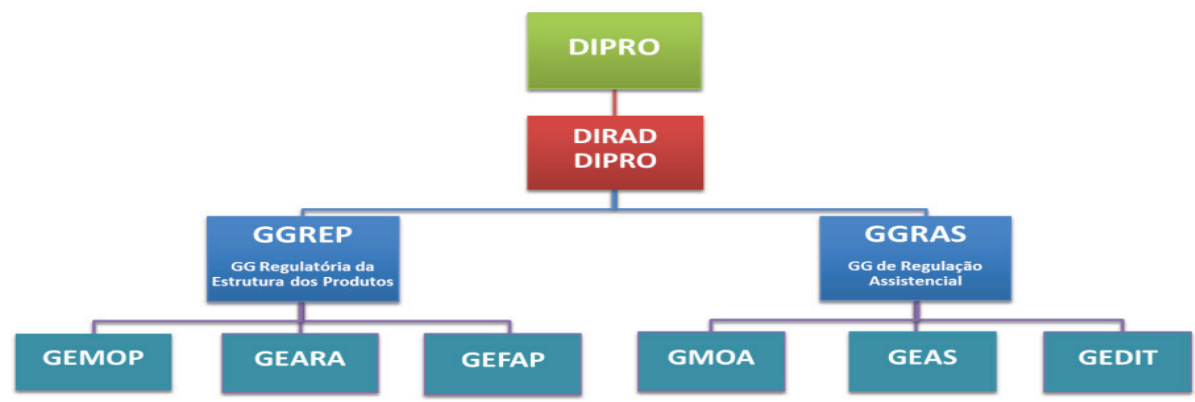 DIPRO
DIRAD
DIPRO
GGREP
GG Regulatória da
Estrutura dos Produtos
GGRAS
GG de Regulação
Assistencial
GEMOP
GEARA
GEFAP
GMOA
GEAS
GEDIT